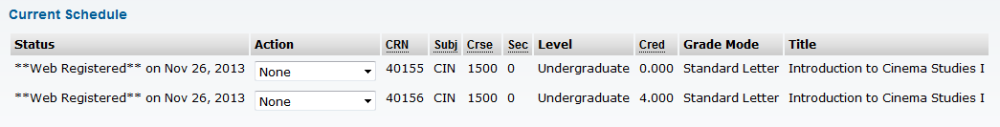 Current Schedule
Status Action CRN Subj Crse Sec Level Cred Grade Mode Title
**Web Registered** on Nov 26, 2013 None 40155 CIN 1500 0 Undergraduate 0.000 Standard Letter Introduction to Cinema Studies I
**Web Registered** on Nov 26, 2013 None 40156 CIN 1500 0 Undergraduate 4.000 Standard Letter Introduction to Cinema Studies I